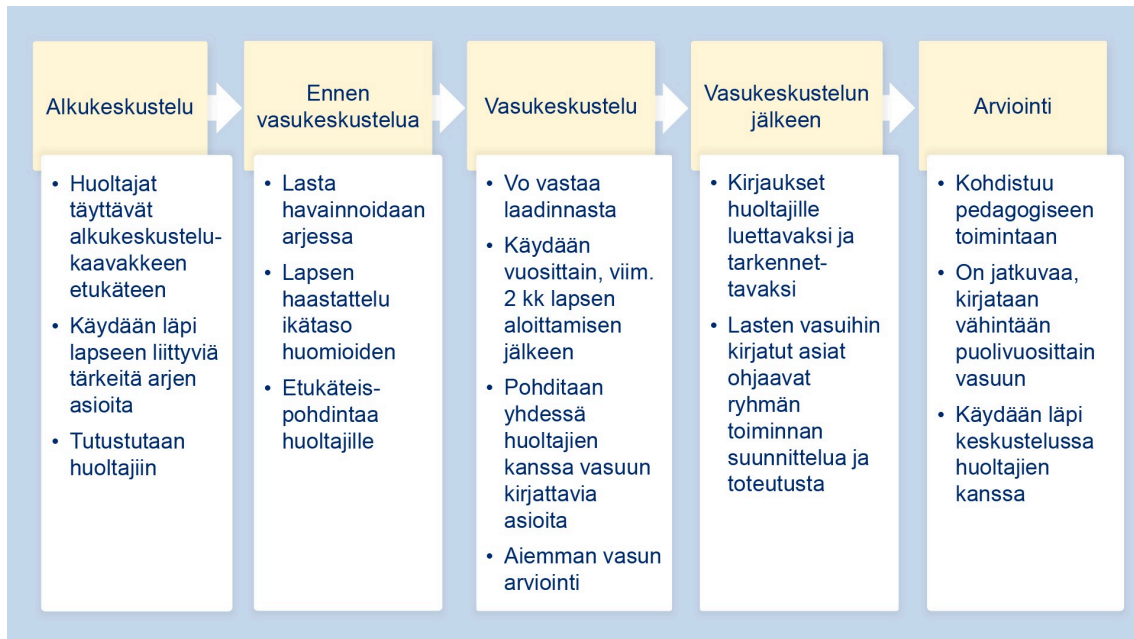 Alkukeskustelu
• Huoltajat
täyttävät
alkukeskustelu-
kaavakkeen
etukäteen
• Käydään läpi
lapseen liittyviä
tärkeitä arjen
asioita
• Tutustutaan
huoltajiin
Ennen
vasukeskustelua
• Lasta
havainnoidaan
arjessa
• Lapsen
haastattelu
ikätaso
huomioiden
• Etukäteis-
pohdintaa
huoltajille
Vasukeskustelu
• Vo vastaa
laadinnasta
• Käydään
vuosittain, viim.
2 kk lapsen
aloittamisen
jälkeen
• Pohditaan
yhdessä
huoltajien
kanssa vasuun
kirjattavia
asioita
• Aiemman vasun
arviointi
Vasukeskustelun
jälkeen
• Kirjaukset
huoltajille
luettavaksi ja
tarkennet-
tavaksi
• Lasten vasuihin
kirjatut asiat
ohjaavat
ryhmän
toiminnan
suunnittelua ja
toteutusta
Arviointi
• Kohdistuu
pedagogiseen
toimintaan
• On jatkuvaa,
kirjataan
vähintään
puolivuosittain
vasuun
• Käydään läpi
keskustelussa
huoltajien
kanssa